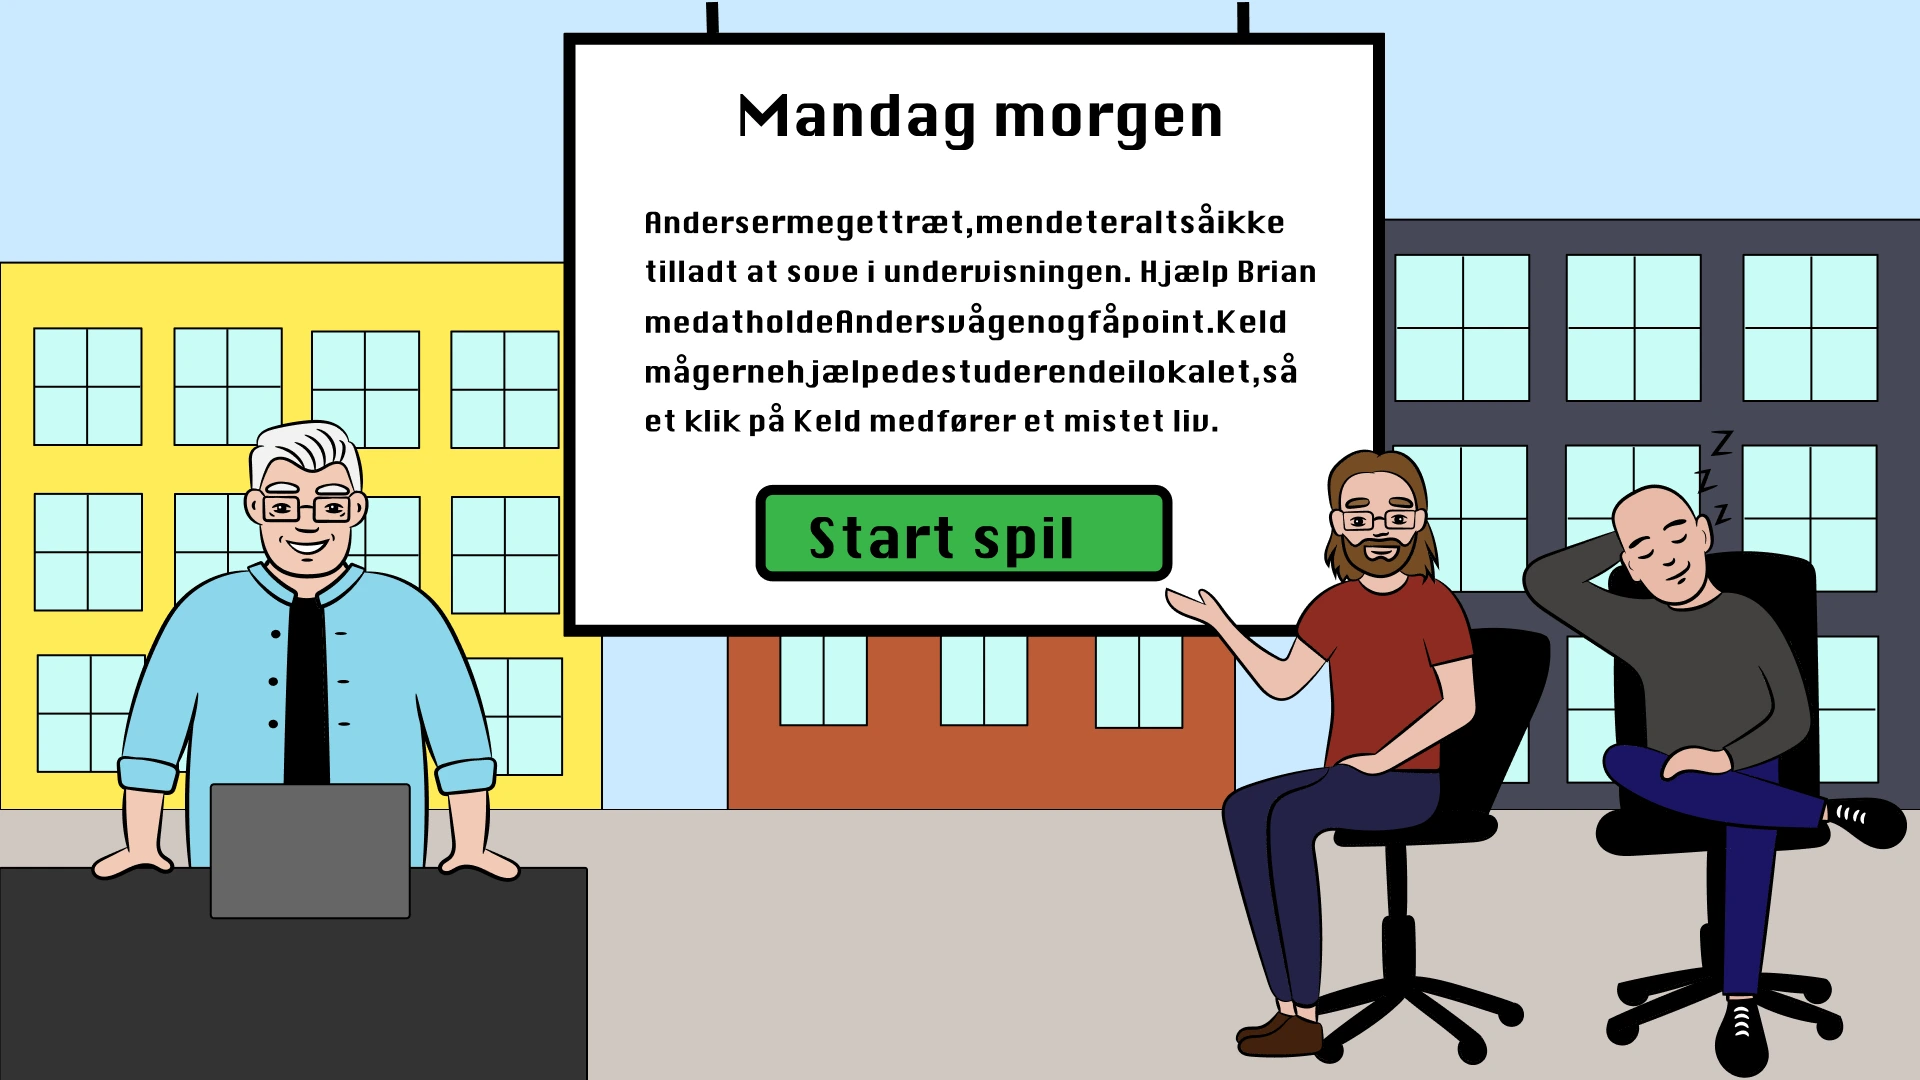 Mandag morgen
Andersermegettræt,mendeteraltsåikke
tilladt at sove i undervisningen. Hjælp Brian
medatholdeAndersvågenogfåpoint.Keld
mågernehjælpedestuderendeilokalet,så
et klik på Keld medfører et mistet liv.
Start spil
Z
Z
Z